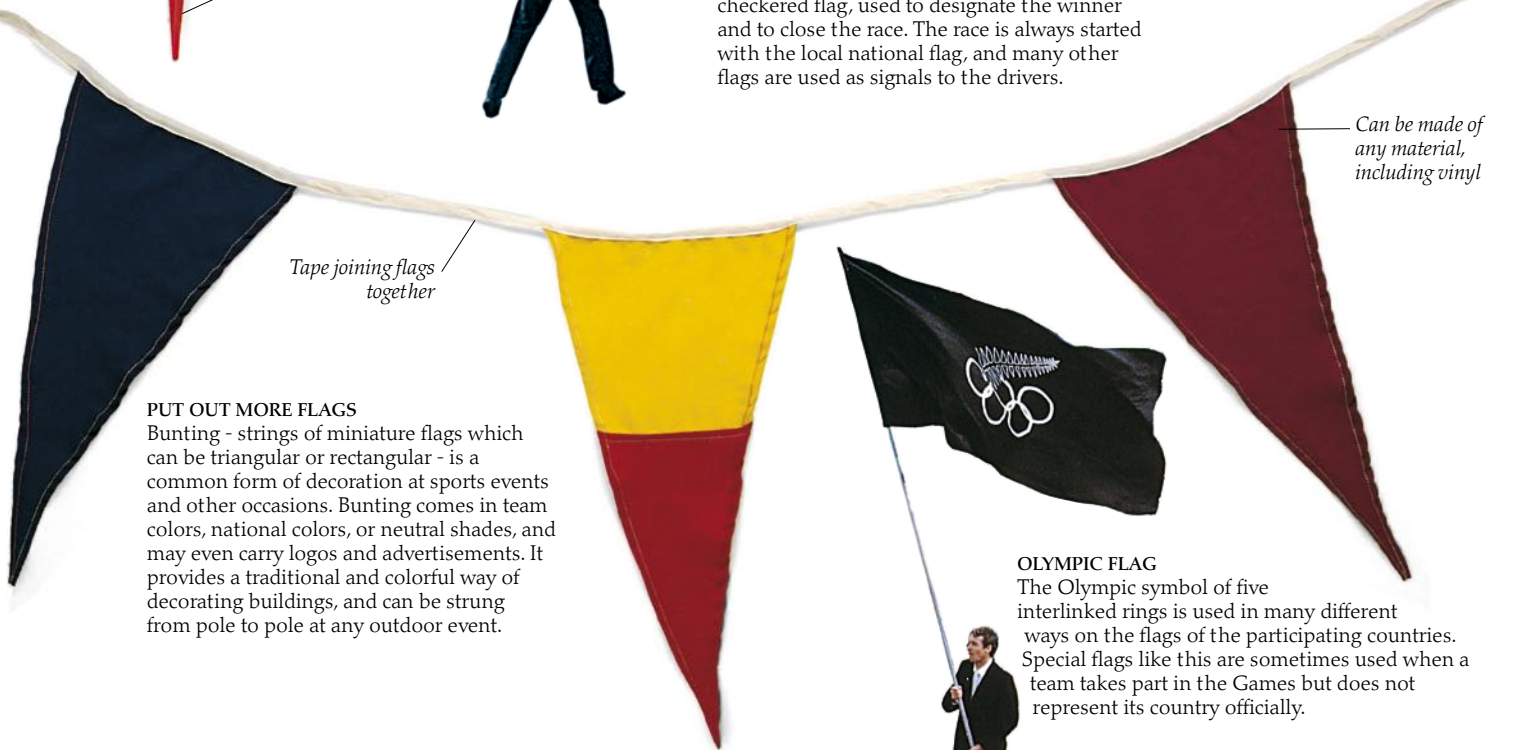 checkered flag, used to designate the winner
and to close the race. The race is always started
with the local national flag, and many other
flags are used as signals to the drivers.
Can be made of
any material,
including vinyl
Tape joining flags
together
PUT OUT MORE FLAGS
Bunting - strings of miniature flags which
can be triangular or rectangular - is a
common form of decoration at sports events
and other occasions. Bunting comes in team
colors, national colors, or neutral shades, and
may even carry logos and advertisements. It
provides a traditional and colorful way of
decorating buildings, and can be strung
from pole to pole at any outdoor event.
OLYMPIC FLAG
The Olympic symbol of five
interlinked rings is used in many different
ways on the flags of the participating countries.
Special flags like this are sometimes used when a
team takes part in the Games but does not
represent its country officially.